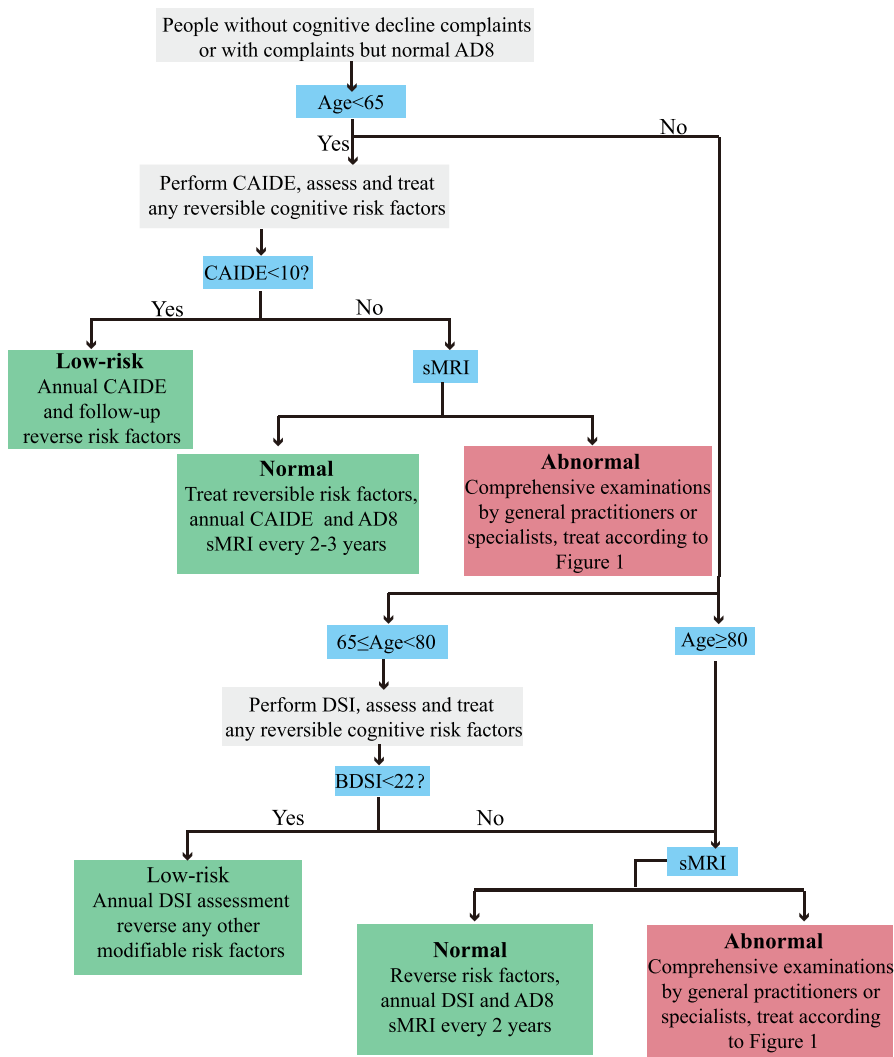 People without cognitive decline complaints
or with complaints but normal AD8
Age<65
No
Yes
Perform CAIDE, assess and treat
any reversible cognitive risk factors
CAIDE<10?
Yes
No
Low-risk
Annual CAIDE
and follow-up
reverse risk factors
sMRI
Normal
Treat reversible risk factors,
annual CAIDE and AD8
sMRI every 2-3 years
Abnormal
Comprehensive examinations
by general practitioners or
specialists, treat according to
Figure 1
65≤Age<80
Age≥80
Perform DSI, assess and treat
any reversible cognitive risk factors
BDSI<22?
Yes
No
Low-risk
Annual DSI assessment
reverse any other
modifiable risk factors
sMRI
Normal
Reverse risk factors,
annual DSI and AD8
sMRI every 2 years
Abnormal
Comprehensive examinations
by general practitioners or
specialists, treat according
to Figure 1